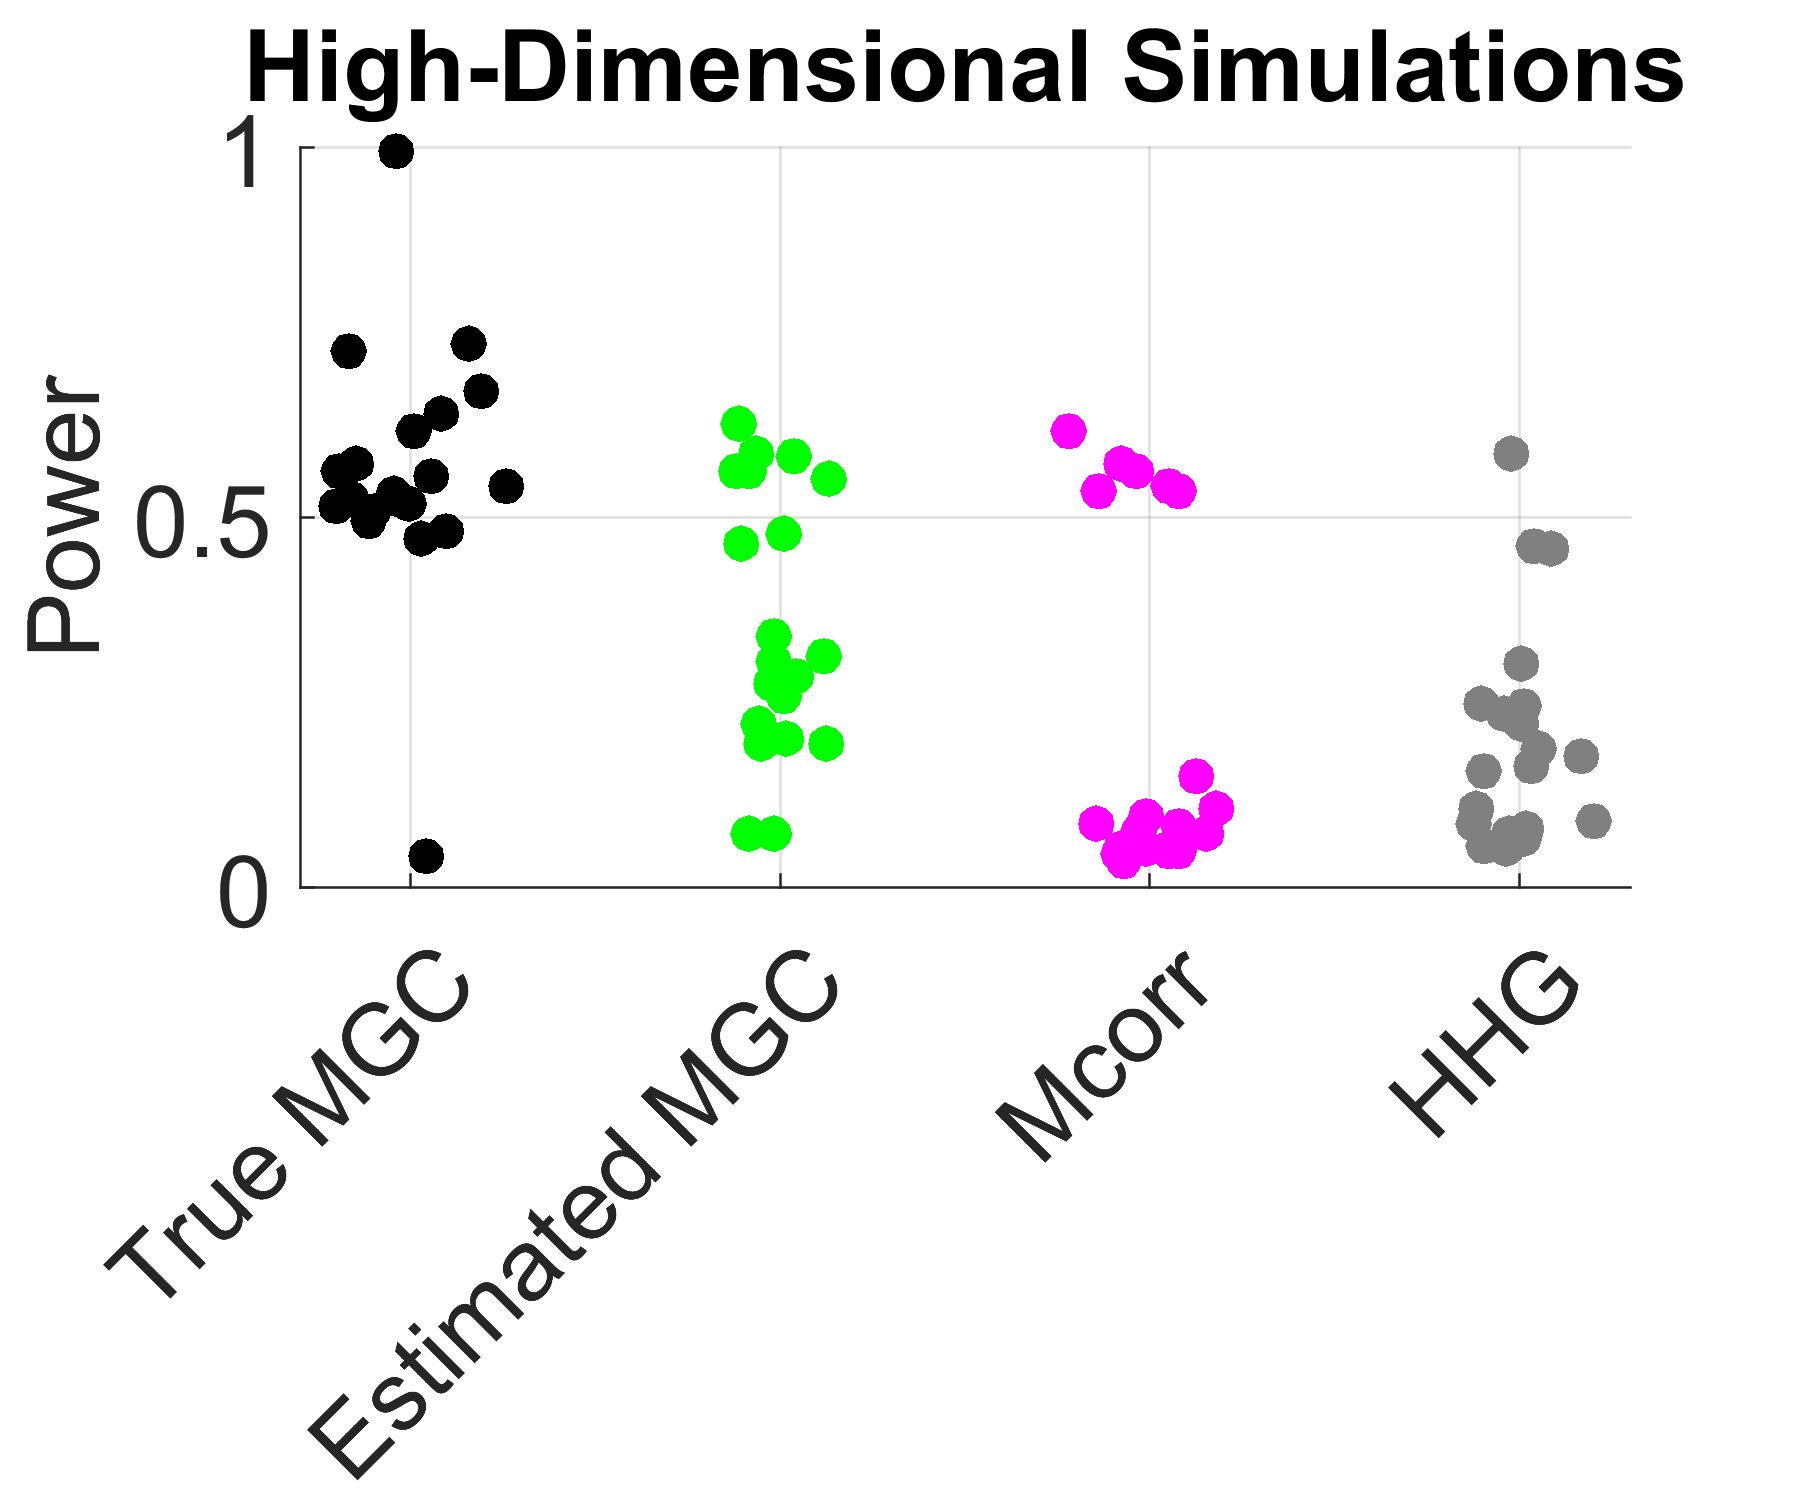 High-Dimensional Simulations
1
0.5
0
Power
True MGC
Estimated MGC
Mcorr
HHG